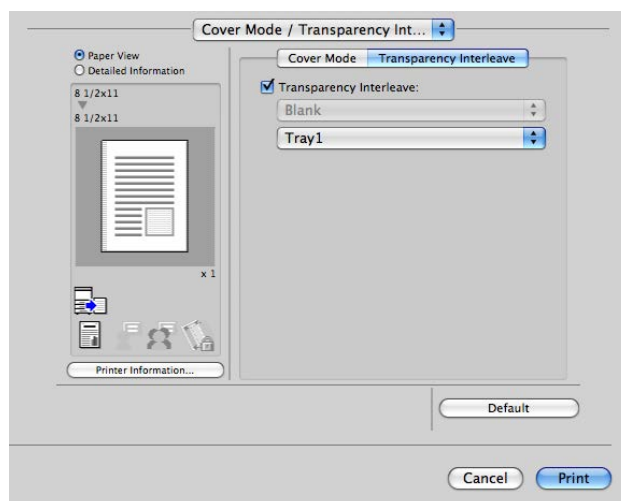 Cover Mode / Transparency Int...
Paper View
Detailed Information
8 1/2x11
8 1/2x11
x 1
Printer Information...
Cover Mode Transparency Interleave
Transparency Interleave:
Blank
Tray1
Default
Cancel Print